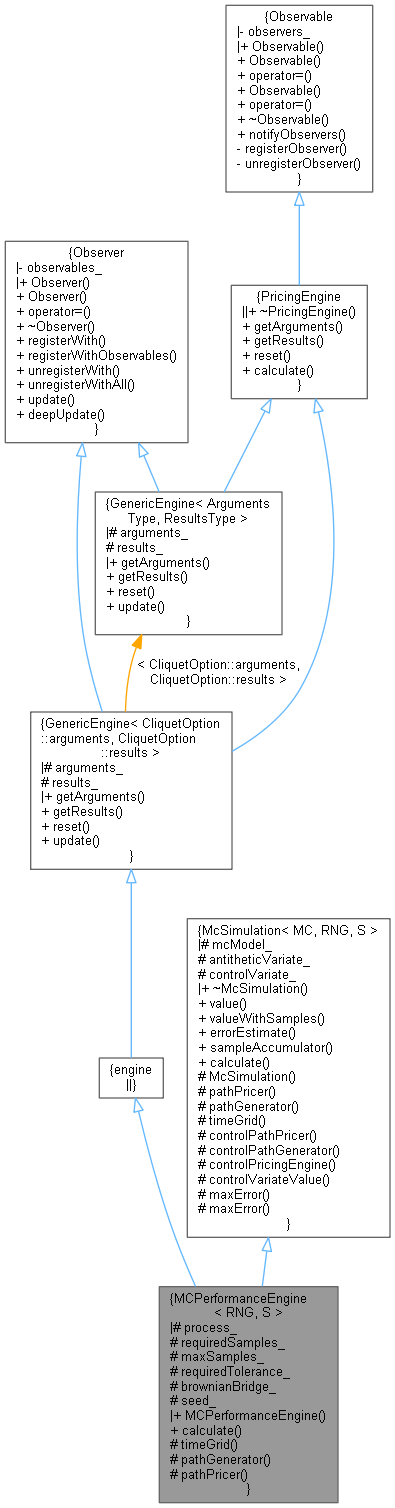 {Observable
|- observers_
|+ Observable()
+ Observable()
+ operator=()
+ Observable()
+ operator=()
+ ~Observable()
+ notifyObservers()
- registerObserver()
- unregisterObserver()
}
{Observer
|- observables_
|+ Observer()
+ Observer()
+ operator=()
+ ~Observer()
+ registerWith()
+ registerWithObservables()
+ unregisterWith()
+ unregisterWithAll()
+ update()
+ deepUpdate()
}
{PricingEngine
||+ ~PricingEngine()
+ getArguments()
+ getResults()
+ reset()
+ calculate()
}
{GenericEngine< Arguments
Type, ResultsType >
|# arguments_
# results_
|+ getArguments()
+ getResults()
+ reset()
+ update()
}
< CliquetOption::arguments,
CliquetOption::results >
{GenericEngine< CliquetOption
::arguments, CliquetOption
::results >
|# arguments_
# results_
|+ getArguments()
+ getResults()
+ reset()
+ update()
}
{McSimulation< MC, RNG, S >
|# mcModel_
# antitheticVariate_
# controlVariate_
|+ ~McSimulation()
+ value()
+ valueWithSamples()
+ errorEstimate()
+ sampleAccumulator()
+ calculate()
# McSimulation()
# pathPricer()
# pathGenerator()
# timeGrid()
# controlPathPricer()
# controlPathGenerator()
# controlPricingEngine()
# controlVariateValue()
# maxError()
# maxError()
}
{engine
||}
{MCPerformanceEngine
< RNG, S >
|# process_
# requiredSamples_
# maxSamples_
# requiredTolerance_
# brownianBridge_
# seed_
|+ MCPerformanceEngine()
+ calculate()
# timeGrid()
# pathGenerator()
# pathPricer()
}